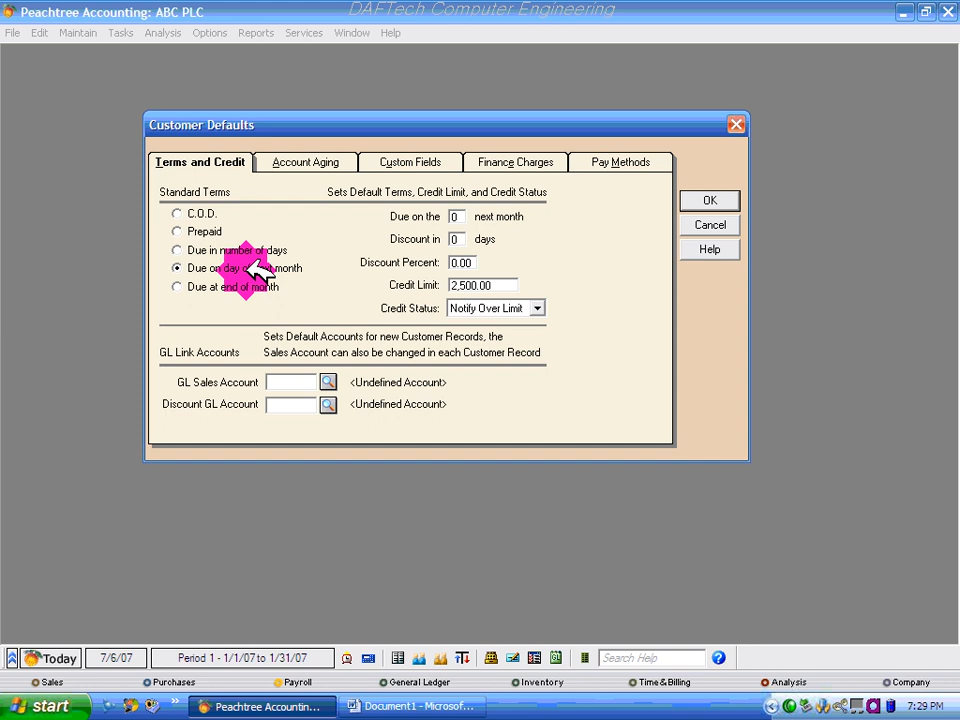 Peachtree Accounting: ABC PLC
DAFTech Computer Engineering
File Edit Maintain Tasks Analysis Options Reports Services Window Help
Customer Defaults
Terms and Credit Account Aging Custom Fields Finance Charges Pay Methods
Standard Terms Sets Default Terms, Credit Limit, and Credit Status
C.O.D.
Prepaid
Due in number of days
Due on day of next month
Due at end of month
Due on the 0 next month
Discount in 0 days
Discount Percent: 0.00
Credit Limit: 2,500.00
Credit Status: Notify Over Limit
OK
Cancel
Help
Sets Default Accounts for new Customer Records, the
GL Link Accounts Sales Account can also be changed in each Customer Record
GL Sales Account <Undefined Account>
Discount GL Account <Undefined Account>
Today 7/6/07 Period 1 - 1/1/07 to 1/31/07 Search Help
Sales Purchases Payroll General Ledger Inventory Time & Billing Analysis Company
start Peachtree Accountin... Document1 - Microsof... 7:29 PM